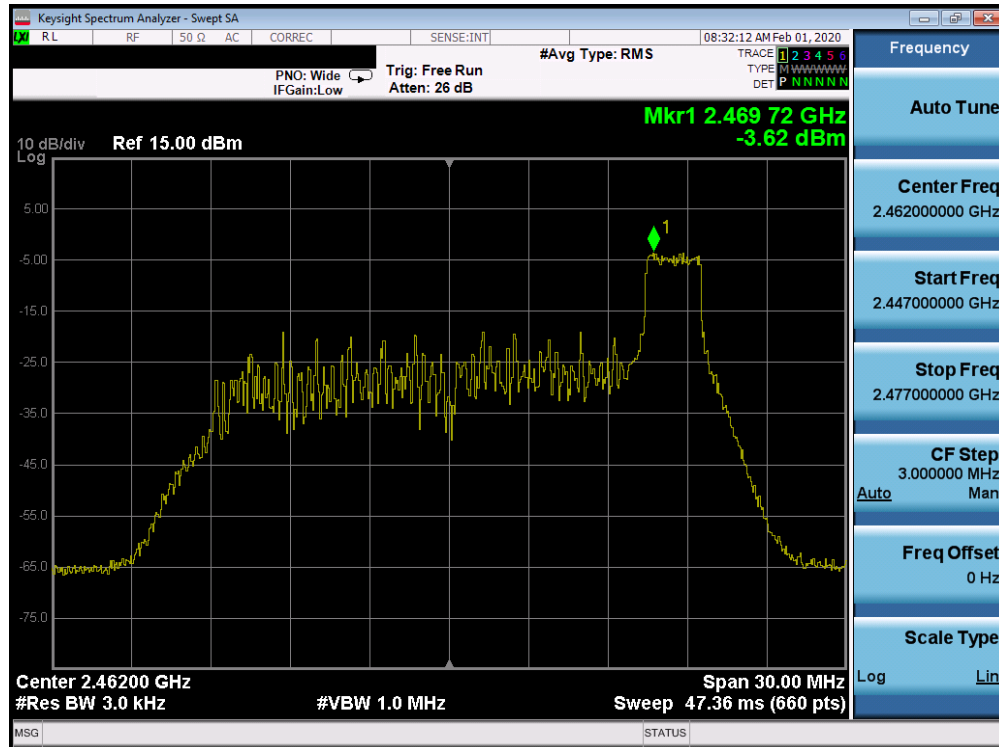 Keysight Spectrum Analyzer - Swept SA
LXI RL RF 50 Ω AC CORREC SENSE:INT 08:32:12 AM Feb 01, 2020
#Avg Type: RMS TRACE 1 2 3 4 5 6
PNO: Wide Trig: Free Run TYPE M W W W W W
IFGain:Low Atten: 26 dB DET P N N N N N
Mkr1 2.469 72 GHz
-3.62 dBm
10 dB/div Ref 15.00 dBm
Log
5.00
1
-5.00
-15.0
-25.0
-35.0
-45.0
-55.0
-65.0
-75.0
Center 2.46200 GHz Span 30.00 MHz
#Res BW 3.0 kHz #VBW 1.0 MHz Sweep 47.36 ms (660 pts)
MSG STATUS
Frequency
Auto Tune
Center Freq
2.462000000 GHz
Start Freq
2.447000000 GHz
Stop Freq
2.477000000 GHz
CF Step
3.000000 MHz
Auto Man
Freq Offset
0 Hz
Scale Type
Log Lin